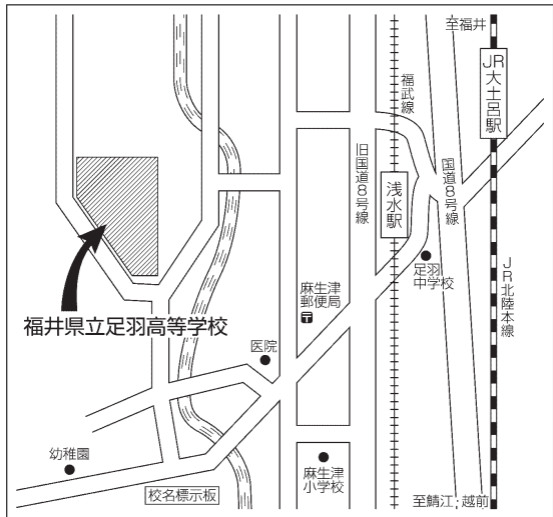 至福井
JR大土呂駅
福武線
旧国道8号線
浅水駅
国道8号線
足羽
中学校
JR北陸本線
麻生津
郵便局
福井県立足羽高等学校
医院
幼稚園
麻生津
小学校
校名標示板
至鯖江,越前